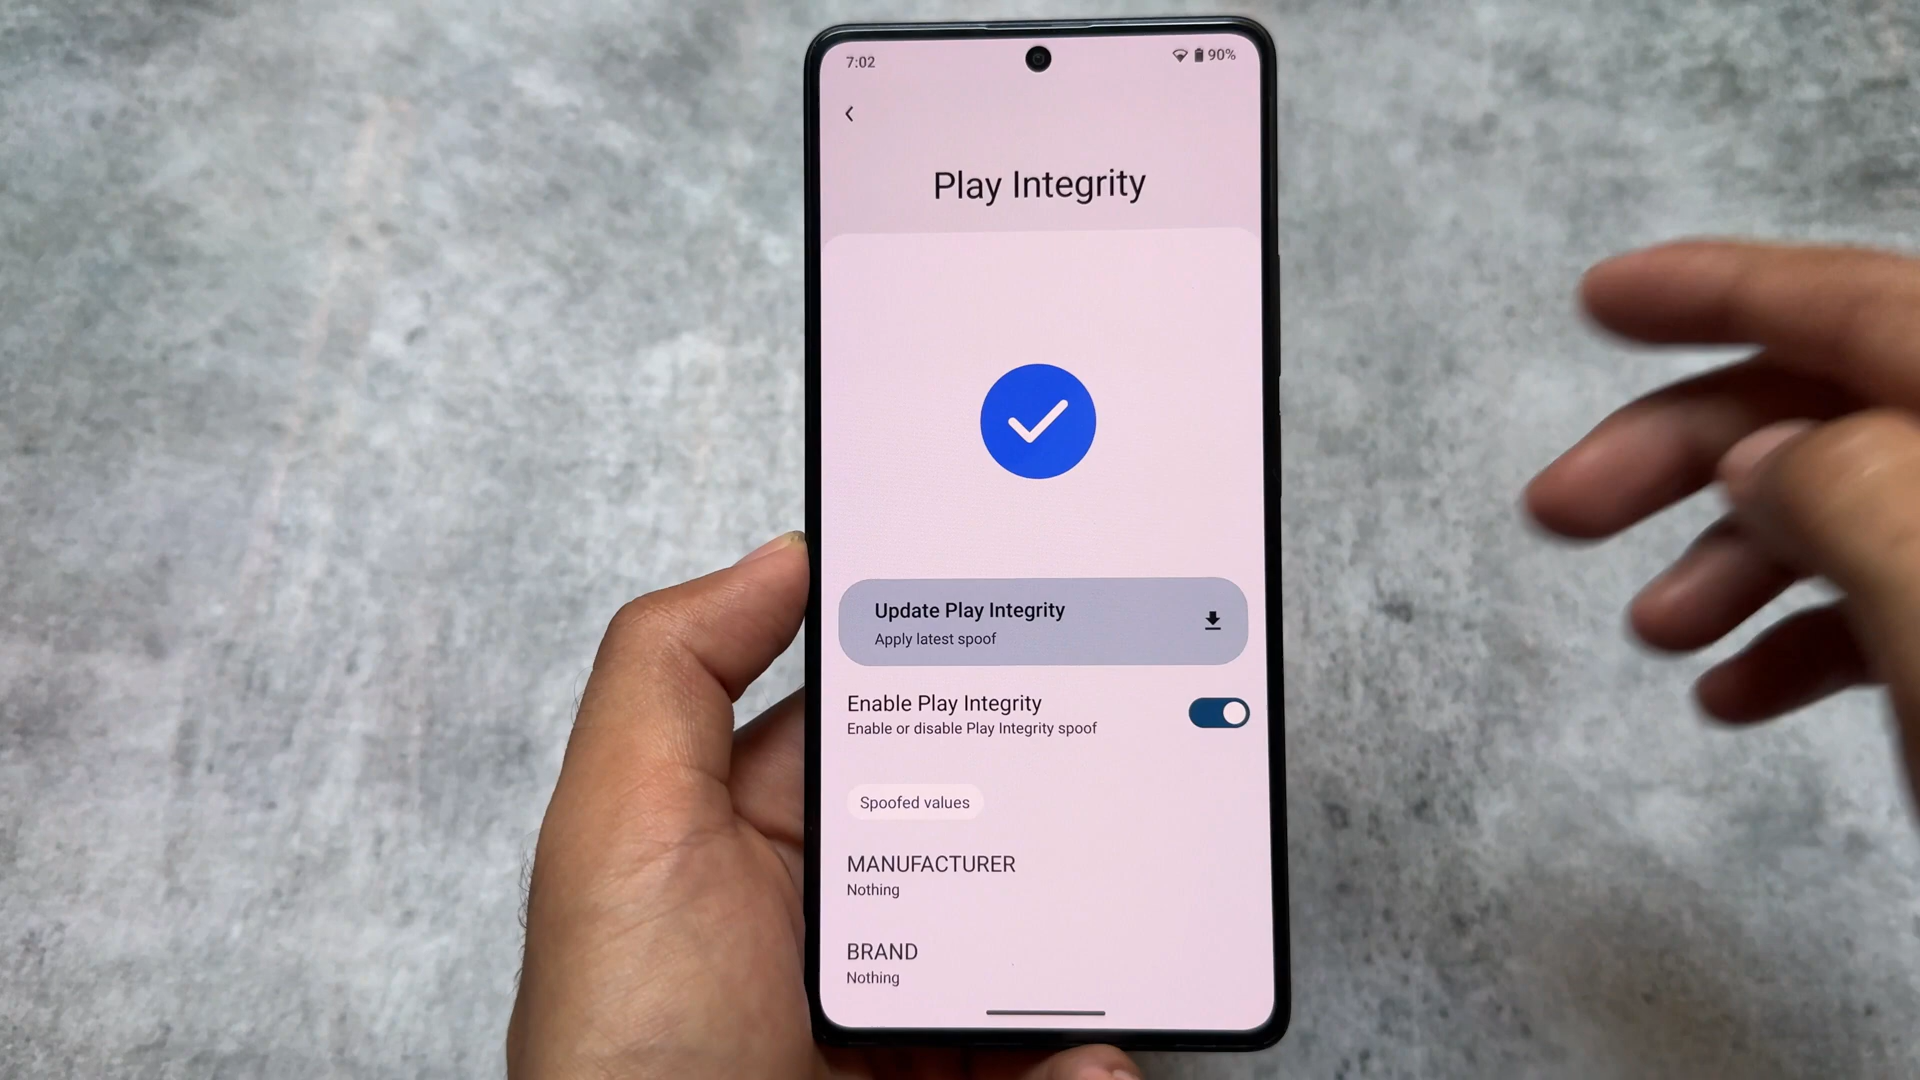 7:02
90%
Play Integrity
Update Play Integrity
Apply latest spoof
Enable Play Integrity
Enable or disable Play Integrity spoof
Spoofed values
MANUFACTURER
Nothing
BRAND
Nothing